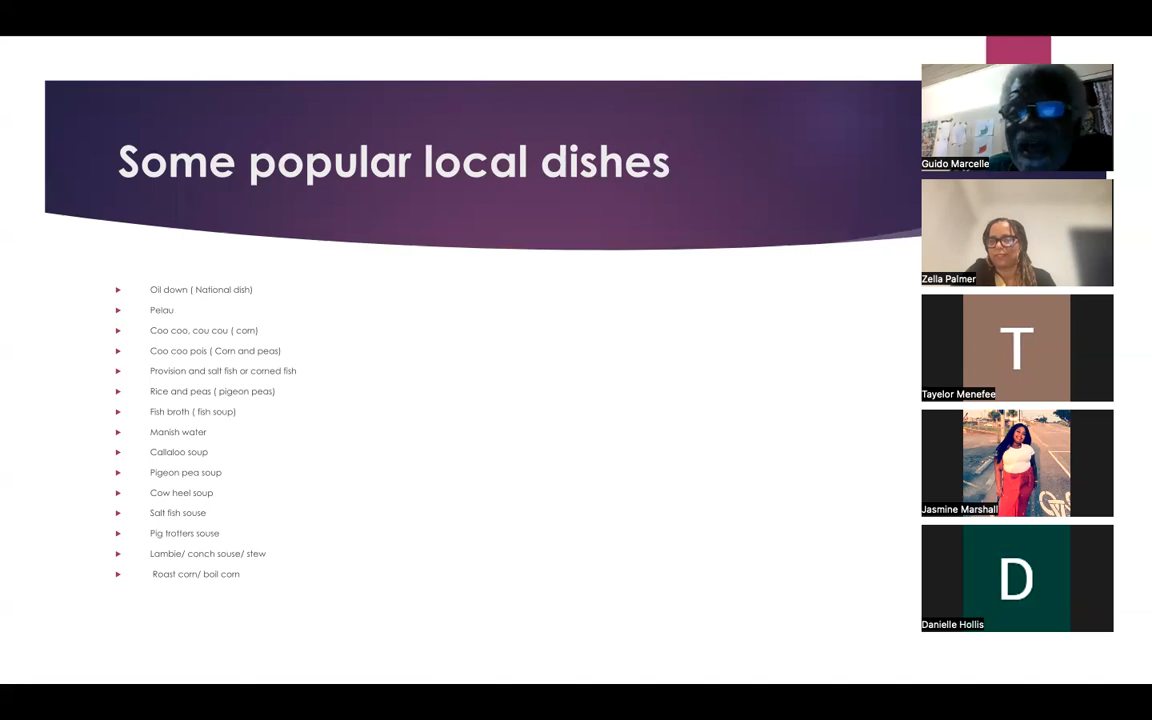 Some popular local dishes
Oil down ( National dish)
Pelau
Coo coo, cou cou ( corn)
Coo coo pois ( Corn and peas)
Provision and salt fish or corned fish
Rice and peas ( pigeon peas)
Fish broth ( fish soup)
Manish water
Callaloo soup
Pigeon pea soup
Cow heel soup
Salt fish souse
Pig trotters souse
Lambie/ conch souse/ stew
Roast corn/ boil corn
Guido Marcelle
Zella Palmer
T
Tayelor Menefee
Jasmine Marshall
D
Danielle Hollis